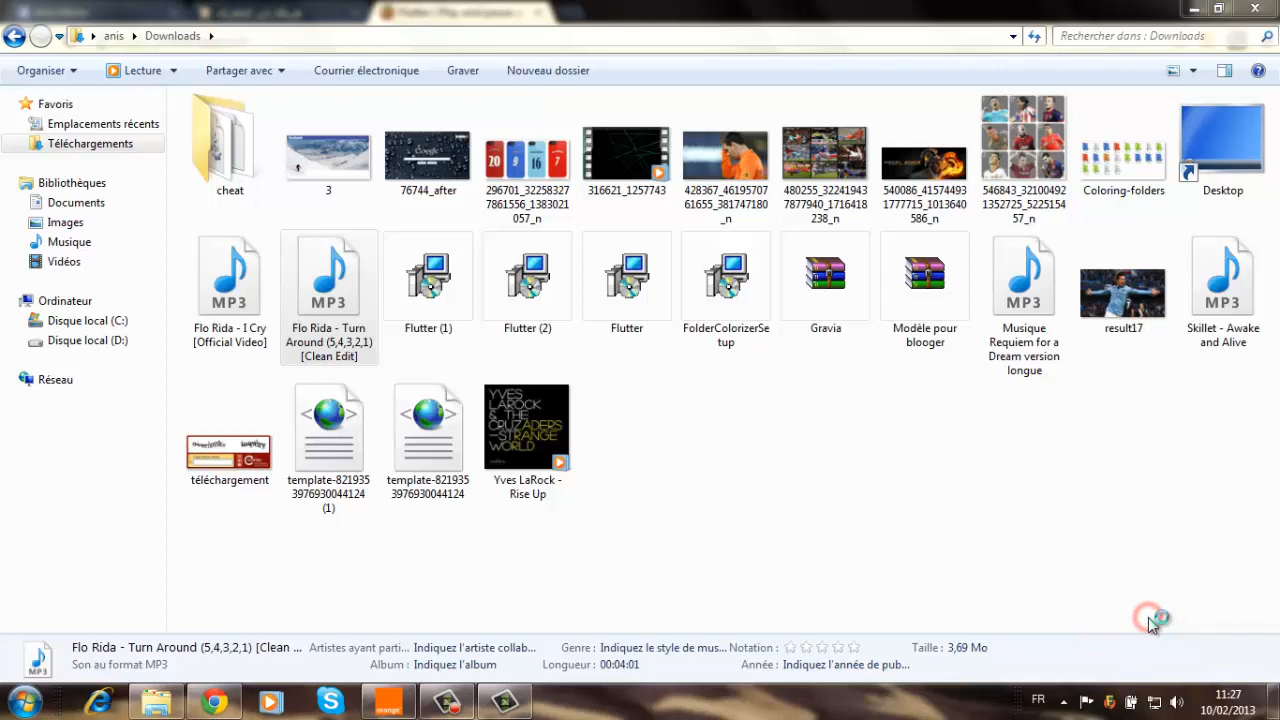 anis
Downloads
Rechercher dans : Downloads
Organiser
Lecture
Partager avec
Courrier électronique
Graver
Nouveau dossier
Favoris
Emplacements récents
Téléchargements
Bibliothèques
Documents
Images
Musique
Vidéos
Ordinateur
Disque local (C:)
Disque local (D:)
Réseau
cheat
3
76744_after
296701_32258327
7861556_1383021
057_n
316621_1257743
428367_46195707
61655_381747180
_n
480255_32241943
7877940_1716418
238_n
540086_41574493
1777715_1013640
586_n
546843_32100492
1352725_5225154
57_n
Coloring-folders
Desktop
MP3
Flo Rida - I Cry
[Official Video]
MP3
Flo Rida - Turn
Around (5,4,3,2,1)
[Clean Edit]
Flutter (1)
Flutter (2)
Flutter
FolderColorizerSe
tup
Gravia
Modèle pour
blooger
MP3
Musique
Requiem for a
Dream version
longue
result17
MP3
Skillet - Awake
and Alive
téléchargement
template-821935
3976930044124
(1)
template-821935
3976930044124
YVES
LAROCK
& THE
CRUZADERS
STRANGE
WORLD
Yves LaRock -
Rise Up
MP3
Flo Rida - Turn Around (5,4,3,2,1) [Clean ...
Son au format MP3
Artistes ayant parti... Indiquez l'artiste collab...
Album : Indiquez l'album
Genre : Indiquez le style de mus...
Longueur : 00:04:01
Notation :
Année : Indiquez l'année de pub...
Taille : 3,69 Mo
orange
FR
11:27
10/02/2013